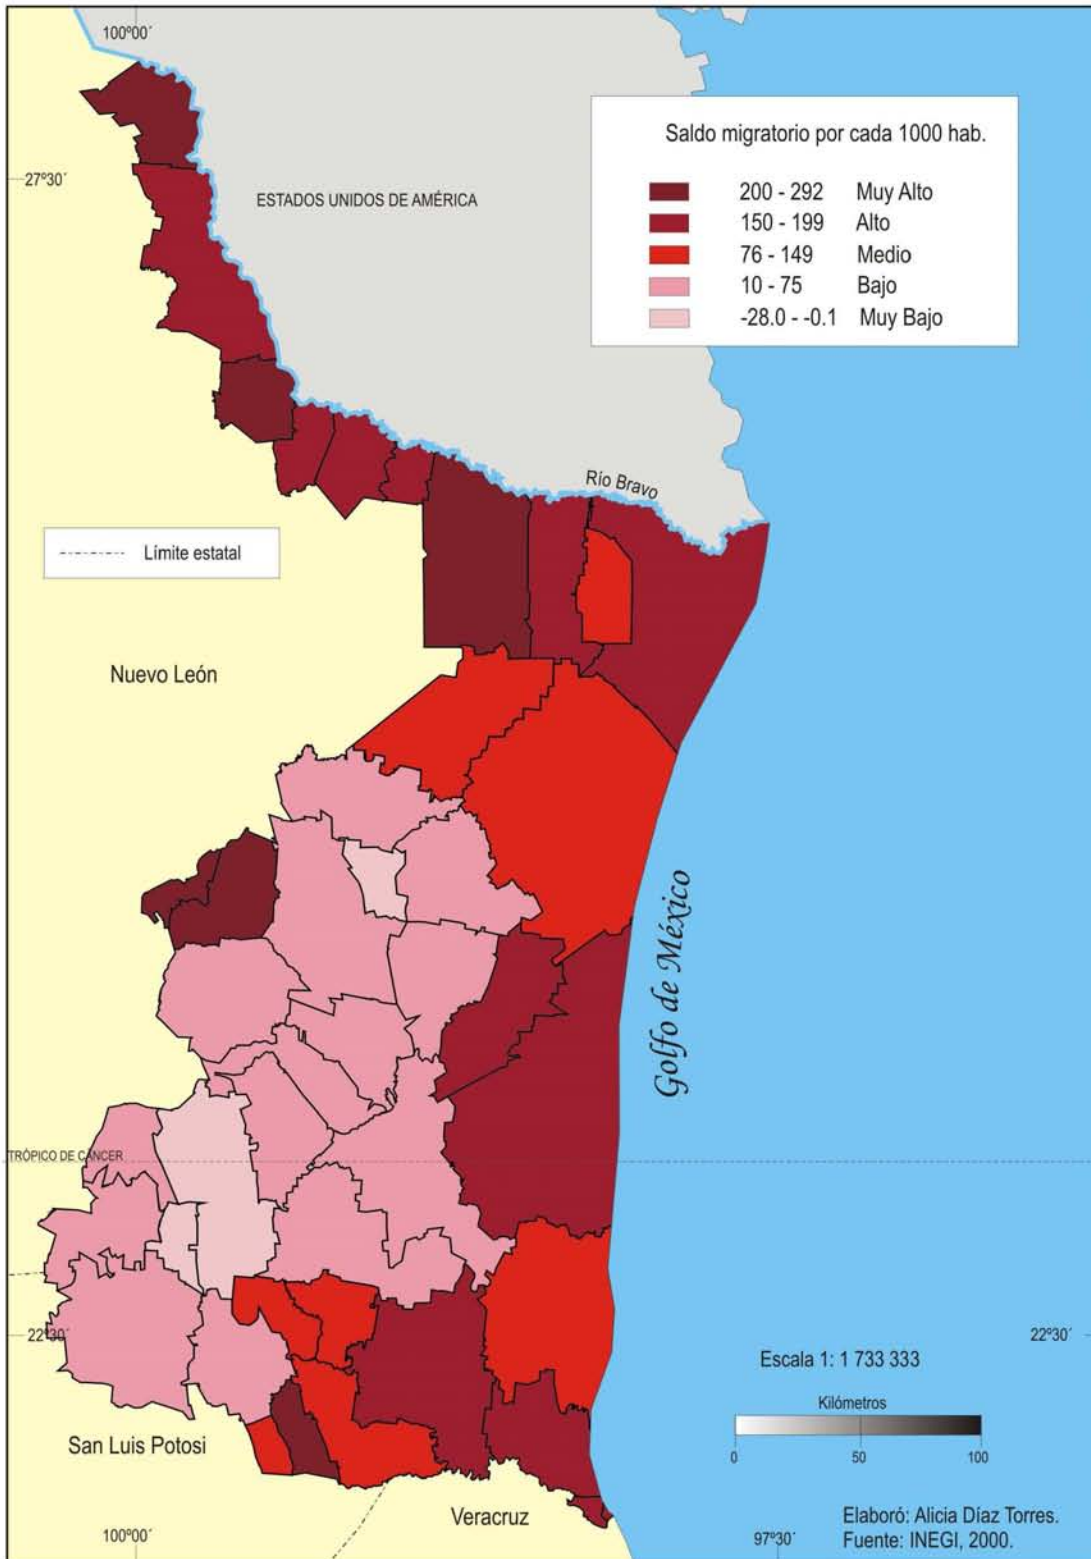 100º00´
27º30´
ESTADOS UNIDOS DE AMÉRICA
Saldo migratorio por cada 1000 hab.
200 - 292 Muy Alto
150 - 199 Alto
76 - 149 Medio
10 - 75 Bajo
-28.0 - -0.1 Muy Bajo
Río Bravo
Límite estatal
Nuevo León
Golfo de México
TRÓPICO DE CÁNCER
22º30´
22º30´
Escala 1: 1 733 333
Kilómetros
0 50 100
San Luis Potosi
Veracruz
Elaboró: Alicia Díaz Torres.
Fuente: INEGI, 2000.
100º00´
97º30´